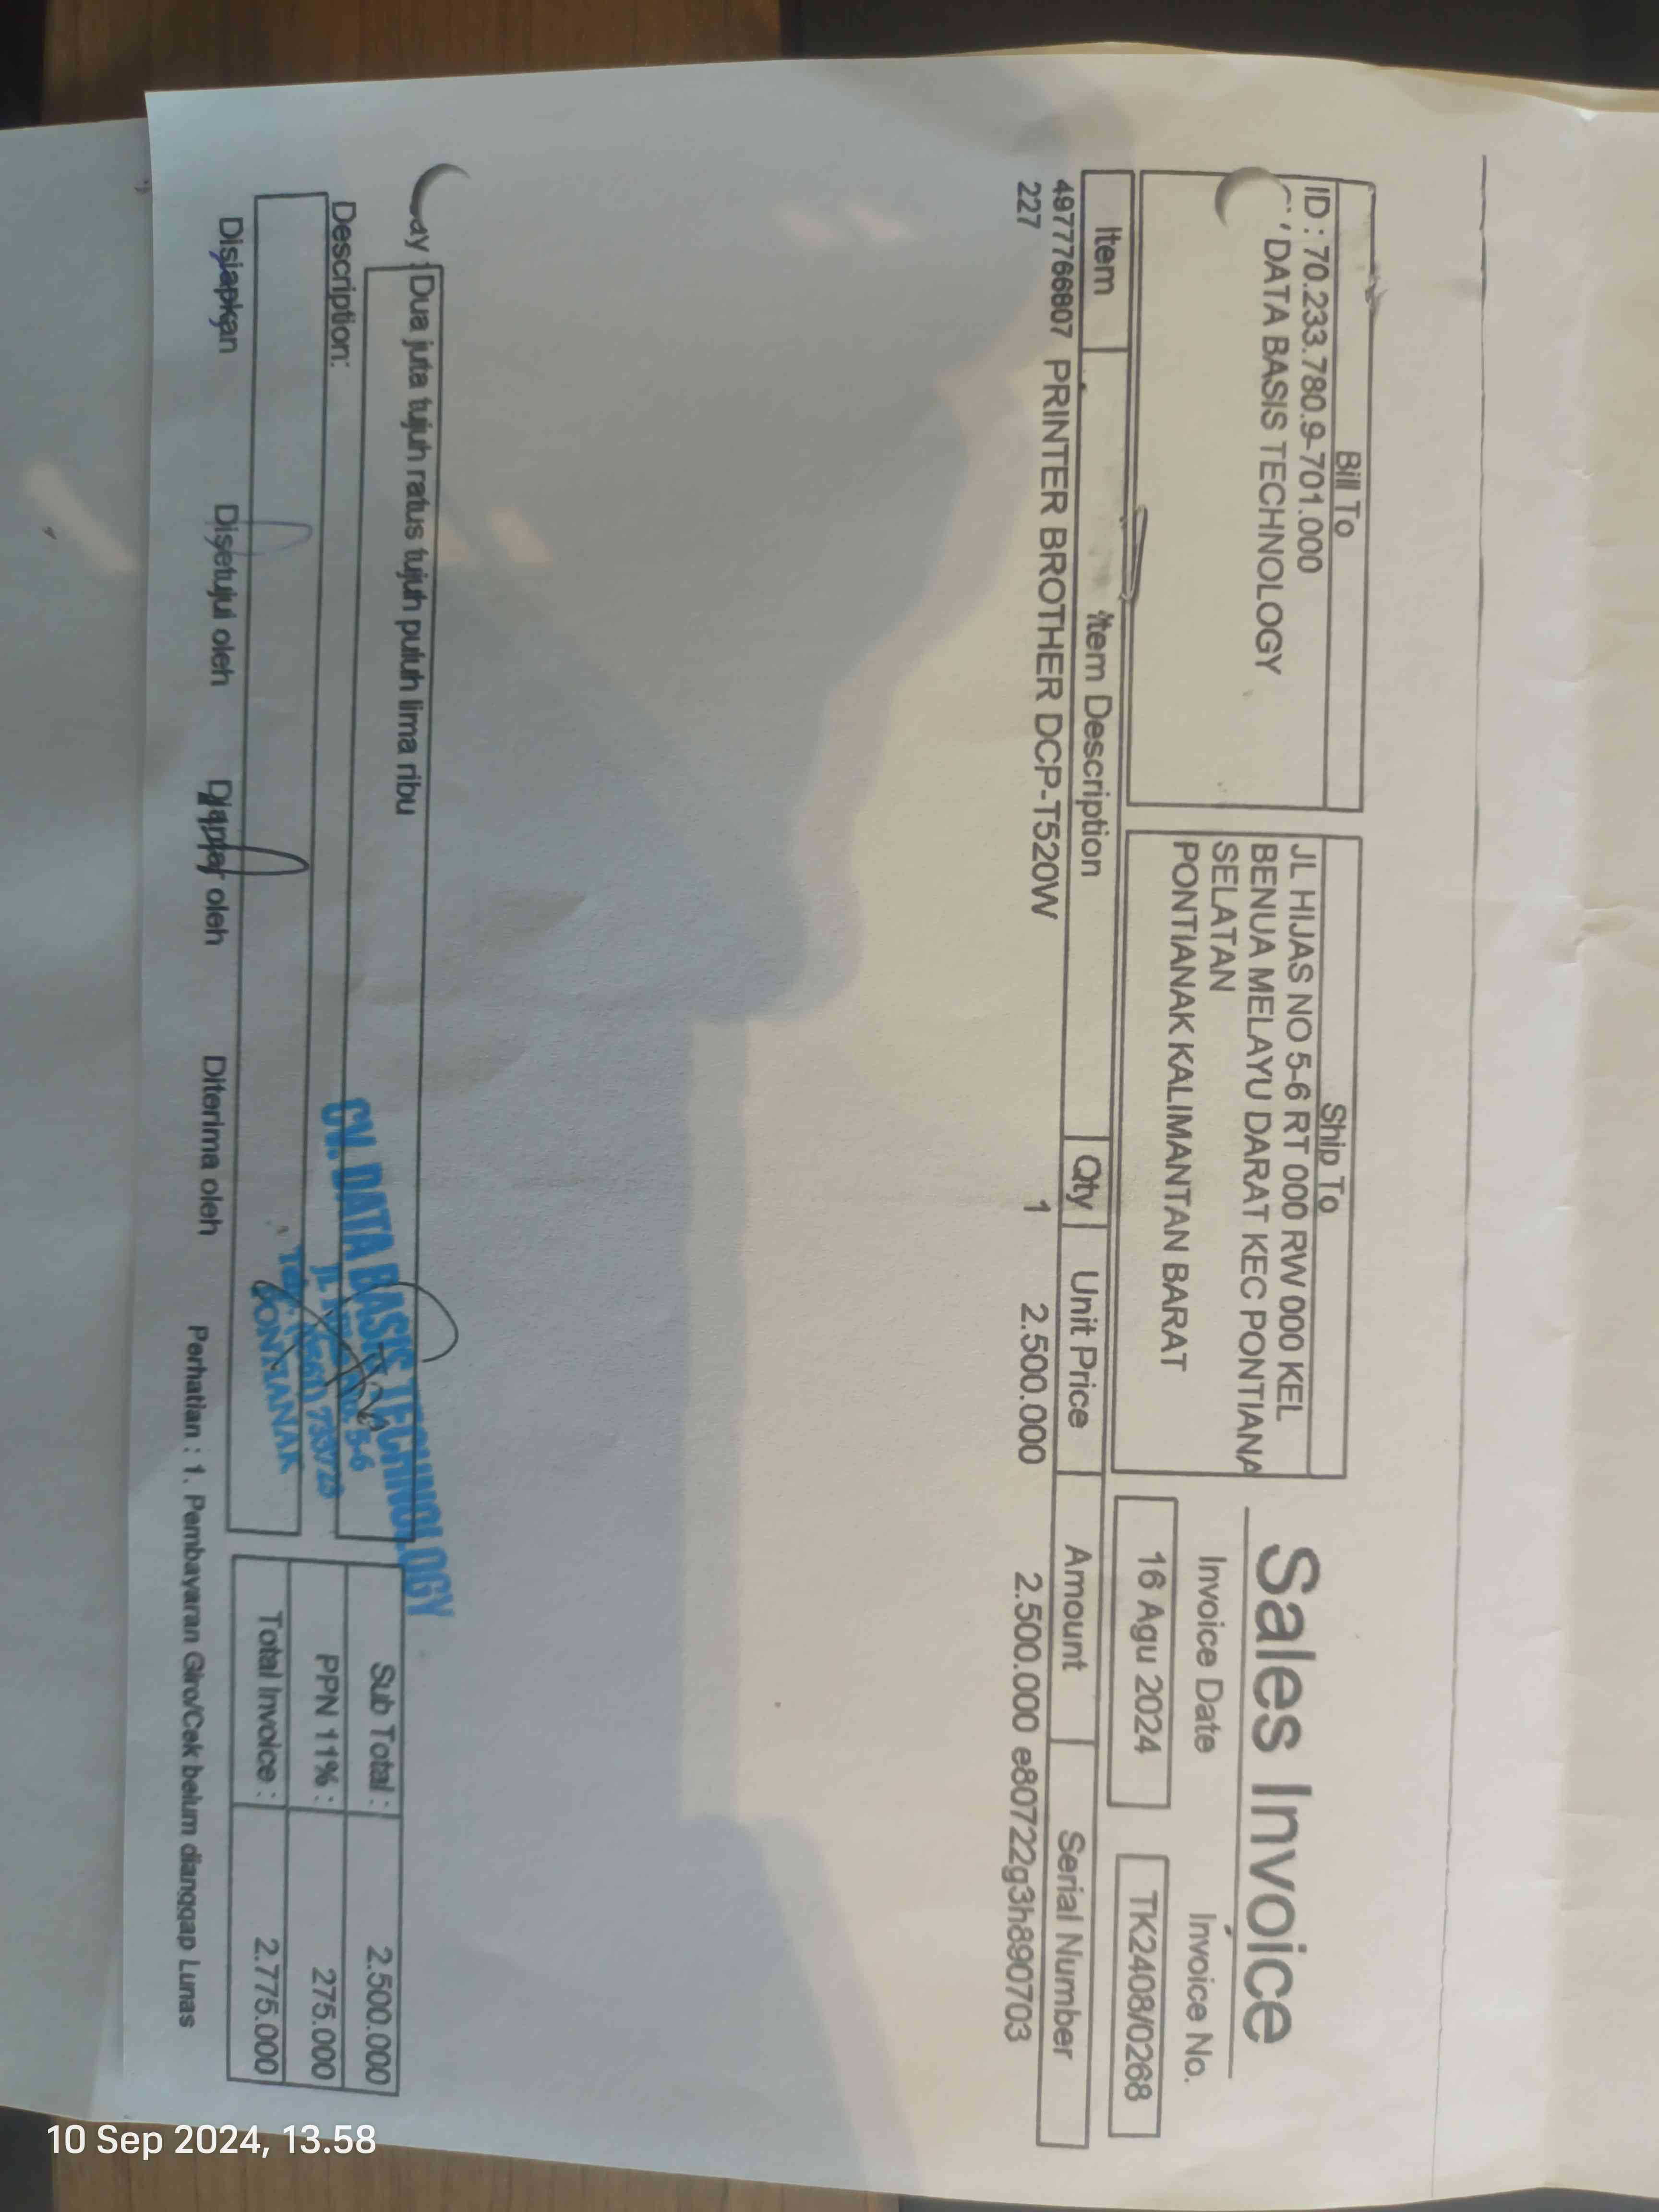 Sales Invoice
Bill To
ID : 70.233.780.9-701.000
DATA BASIS TECHNOLOGY
Ship To
JL HIJAS NO 5-6 RT 000 RW 000 KEL
BENUA MELAYU DARAT KEC PONTIANA
SELATAN
PONTIANAK KALIMANTAN BARAT
Invoice Date
Invoice No.
16 Agu 2024
TK2408/0268
Item Item Description Qty Unit Price Amount Serial Number
4977766807 PRINTER BROTHER DCP-T520W 1 2.500.000 2.500.000 e80722g3h890703
227
ay : Dua juta tujuh ratus tujuh puluh lima ribu
Description:
CV. DATA BASIS TECHNOLOGY
5-6
PONTIANAK
Sub Total : 2.500.000
PPN 11% : 275.000
Total Invoice : 2.775.000
Disiapkan Disetujui oleh oleh Diterima oleh
Perhatian : 1. Pembayaran Giro/Cek belum dianggap Lunas
10 Sep 2024, 13.58